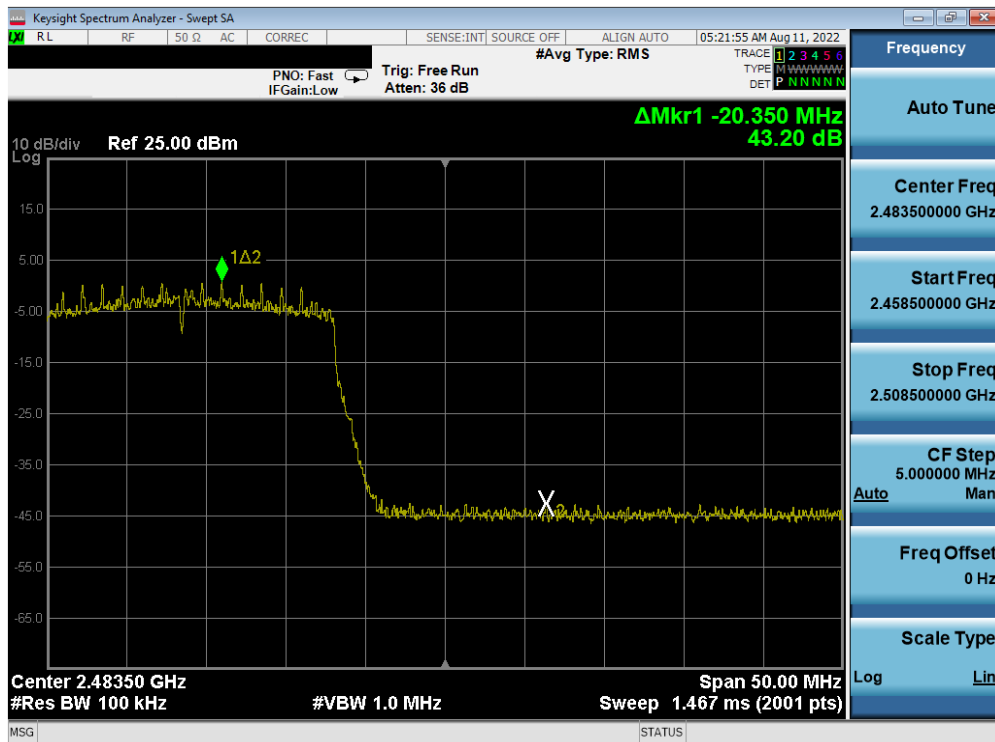 Keysight Spectrum Analyzer - Swept SA
LXI RL RF 50 Ω AC CORREC SENSE:INT SOURCE OFF ALIGN AUTO 05:21:55 AM Aug 11, 2022
#Avg Type: RMS TRACE 1 2 3 4 5 6
PNO: Fast Trig: Free Run TYPE M WWWWW
IFGain:Low Atten: 36 dB DET P N N N N N
ΔMkr1 -20.350 MHz
43.20 dB
10 dB/div Ref 25.00 dBm
Log
15.0
5.00
1Δ2
-5.00
-15.0
-25.0
-35.0
-45.0
-55.0
-65.0
Center 2.48350 GHz Span 50.00 MHz
#Res BW 100 kHz #VBW 1.0 MHz Sweep 1.467 ms (2001 pts)
MSG STATUS
Frequency
Auto Tune
Center Freq
2.483500000 GHz
Start Freq
2.458500000 GHz
Stop Freq
2.508500000 GHz
CF Step
5.000000 MHz
Auto Man
Freq Offset
0 Hz
Scale Type
Log Lin